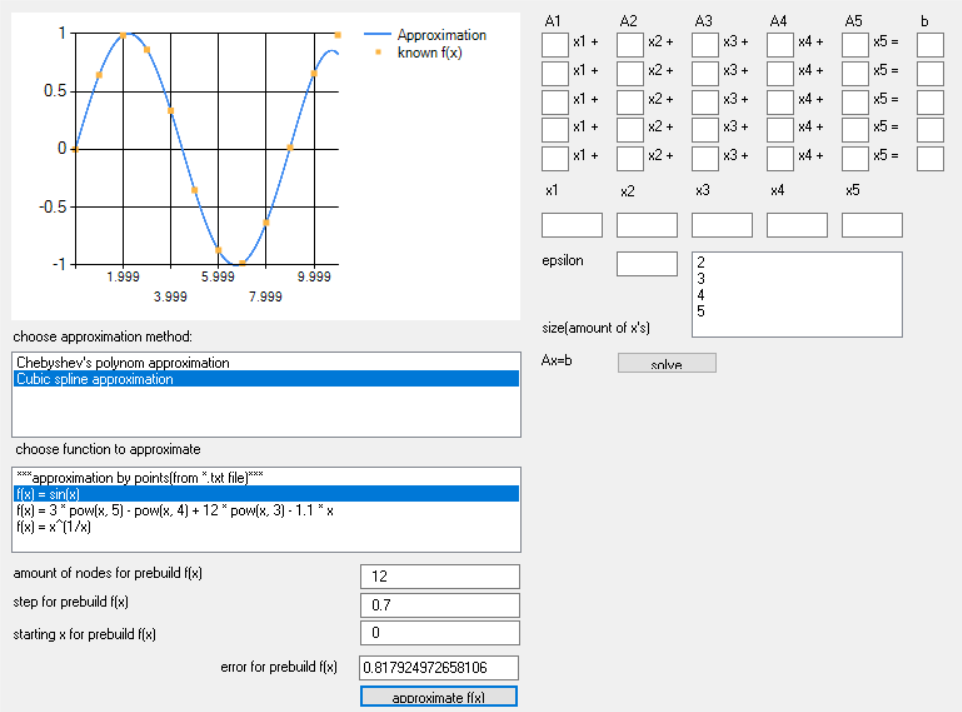 1
0.5
0
-0.5
-1
1.999
5.999
9.999
3.999
7.999
Approximation
known f(x)
choose approximation method:
Chebyshev's polynom approximation
Cubic spline approximation
choose function to approximate
***approximation by points(from *.txt file)***
f(x) = sin(x)
f(x) = 3 * pow(x, 5) - pow(x, 4) + 12 * pow(x, 3) - 1.1 * x
f(x) = x^(1/x)
amount of nodes for prebuild f(x)
12
step for prebuild f(x)
0.7
starting x for prebuild f(x)
0
error for prebuild f(x)
0.817924972658106
approximate f(x)
A1 A2 A3 A4 A5 b
x1 + x2 + x3 + x4 + x5 =
x1 + x2 + x3 + x4 + x5 =
x1 + x2 + x3 + x4 + x5 =
x1 + x2 + x3 + x4 + x5 =
x1 + x2 + x3 + x4 + x5 =
x1 x2 x3 x4 x5
epsilon
2
3
4
5
size(amount of x's)
Ax=b
solve